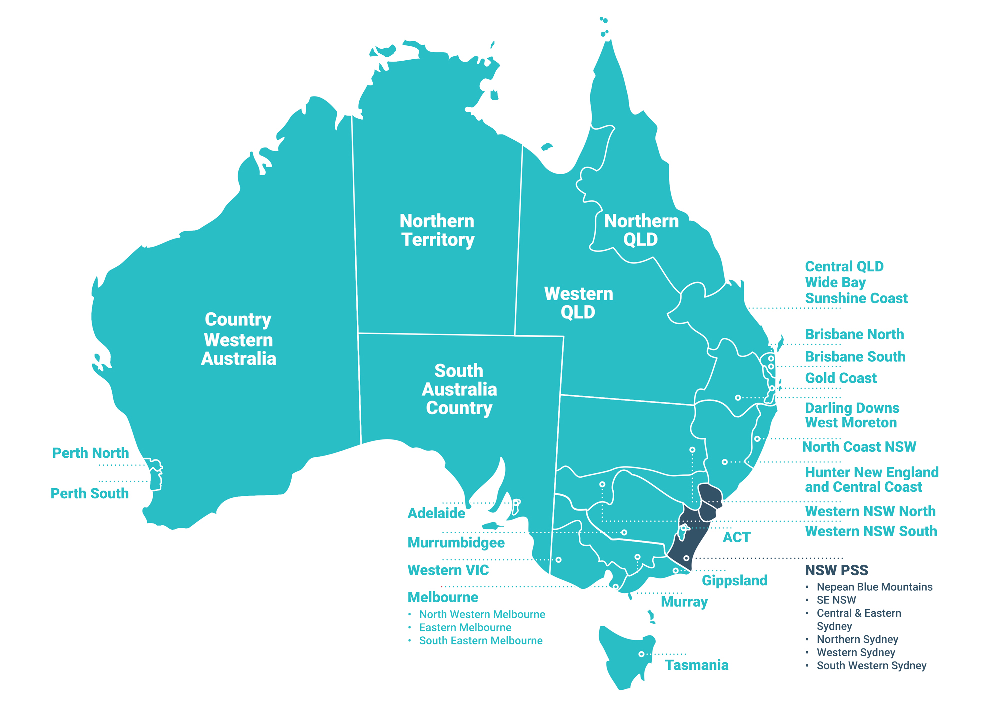 Northern
Territory
Northern
QLD
Western
QLD
Country
Western
Australia
South
Australia
Country
Central QLD
Wide Bay
Sunshine Coast
Brisbane North
Brisbane South
Gold Coast
Darling Downs
West Moreton
North Coast NSW
Hunter New England
and Central Coast
Western NSW North
Western NSW South
ACT
Gippsland
Murray
Tasmania
NSW PSS
• Nepean Blue Mountains
• SE NSW
• Central & Eastern
Sydney
• Northern Sydney
• Western Sydney
• South Western Sydney
Perth North
Perth South
Adelaide
Murrumbidgee
Western VIC
Melbourne
• North Western Melbourne
• Eastern Melbourne
• South Eastern Melbourne